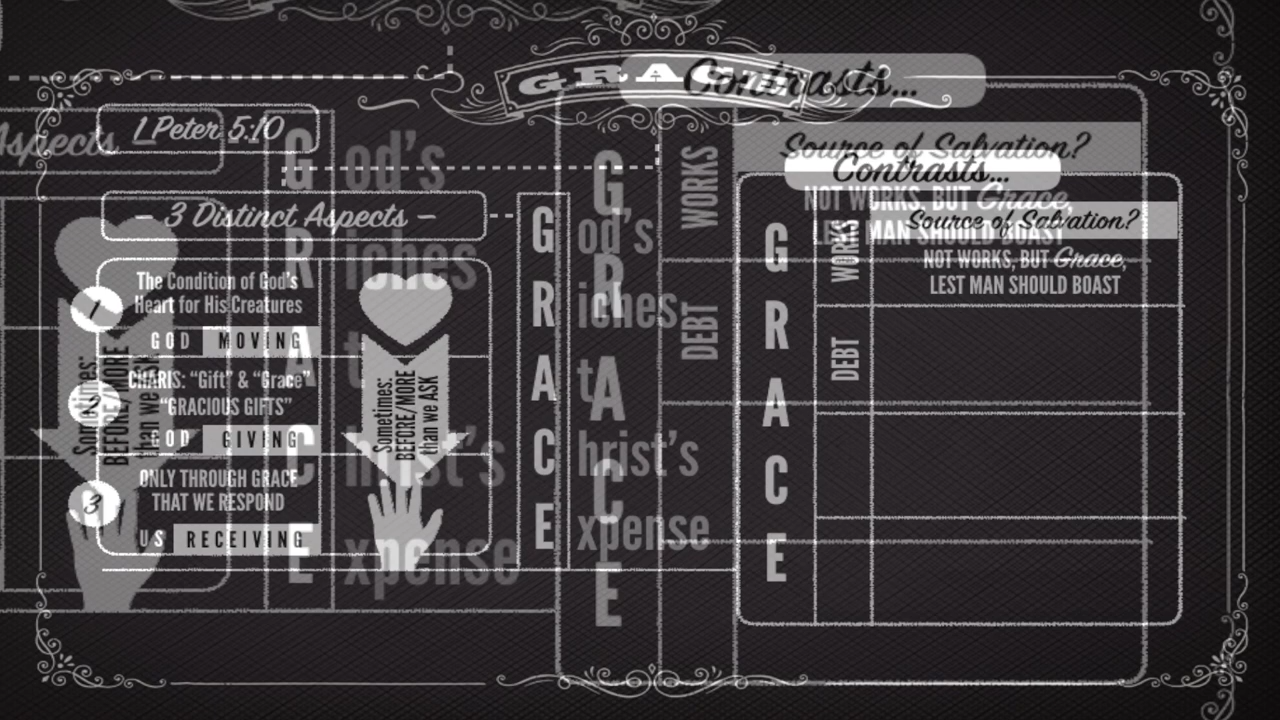 GRACE
Contrasts...
Aspects
1 Peter 5:10
– 3 Distinct Aspects –
1
The Condition of God's
Heart for His Creatures
GOD MOVING
2
CHARIS: "Gift" & "Grace"
"GRACIOUS GIFTS"
GOD GIVING
3
ONLY THROUGH GRACE
THAT WE RESPOND
US RECEIVING
Sometimes:
BEFORE/MORE
than we ASK
Sometimes:
BEFORE/MORE
than we ASK
God's
Riches
At
Christ's
Expense
God's
Riches
At
Christ's
Expense
GRACE
WORKS
DEBT
Source of Salvation?
NOT WORKS, BUT Grace,
LEST MAN SHOULD BOAST
Contrasts...
GRACE
WORKS
DEBT
Source of Salvation?
NOT WORKS, BUT Grace,
LEST MAN SHOULD BOAST